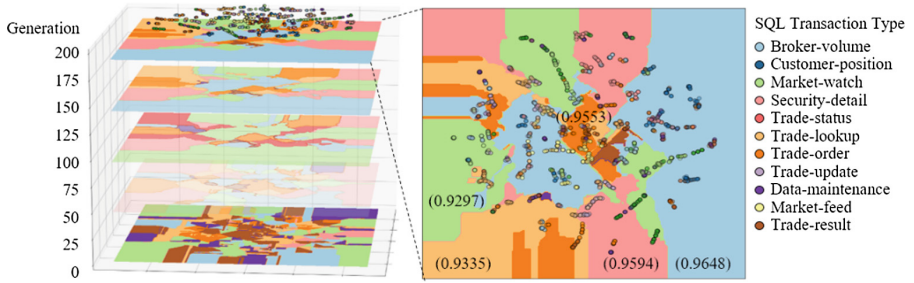 Generation
200
175
150
125
100
75
50
25
0
(0.9553)
(0.9297)
(0.9335)
(0.9594)
(0.9648)
SQL Transaction Type
Broker-volume
Customer-position
Market-watch
Security-detail
Trade-status
Trade-lookup
Trade-order
Trade-update
Data-maintenance
Market-feed
Trade-result